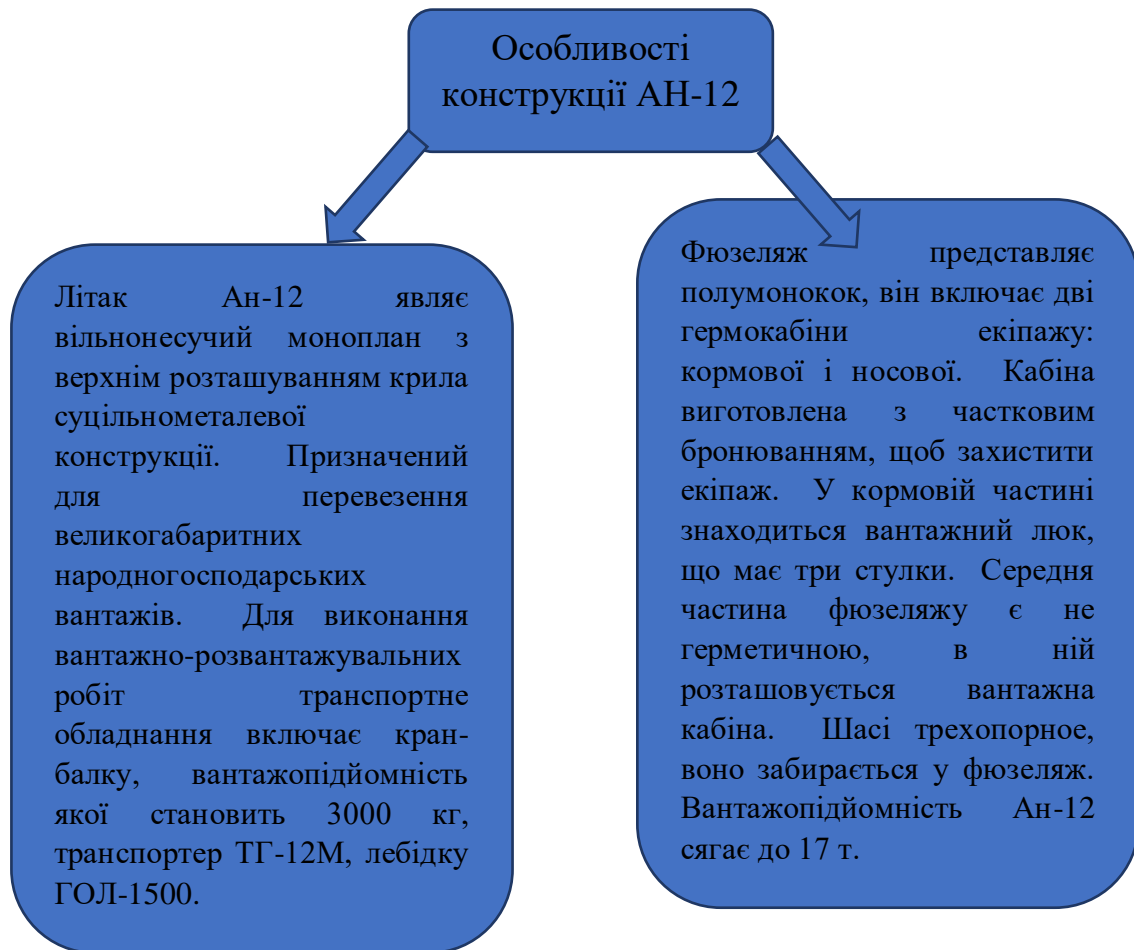 Особливості
конструкції АН-12
Літак Ан-12 являє
вільнонесучий моноплан з
верхнім розташуванням крила
суцільнометалевої
конструкції. Призначений
для перевезення
великогабаритних
народногосподарських
вантажів. Для виконання
вантажно-розвантажувальних
робіт транспортне
обладнання включає кран-
балку, вантажопідйомність
якої становить 3000 кг,
транспортер ТГ-12М, лебідку
ГОЛ-1500.
Фюзеляж представляє
полумонокок, він включає дві
гермокабіни екіпажу:
кормової і носової. Кабіна
виготовлена з частковим
бронюванням, щоб захистити
екіпаж. У кормовій частині
знаходиться вантажний люк,
що має три стулки. Середня
частина фюзеляжу є не
герметичною, в ній
розташовується вантажна
кабіна. Шасі трехопорное,
воно забирається у фюзеляж.
Вантажопідйомність Ан-12
сягає до 17 т.